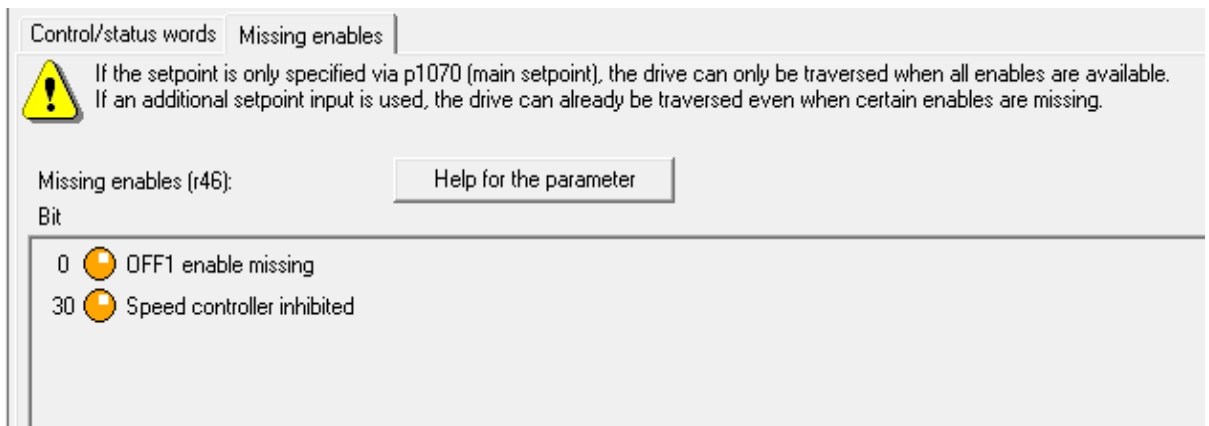 Control/status words Missing enables
If the setpoint is only specified via p1070 (main setpoint), the drive can only be traversed when all enables are available.
If an additional setpoint input is used, the drive can already be traversed even when certain enables are missing.
Missing enables (r46): Help for the parameter
Bit
0 OFF1 enable missing
30 Speed controller inhibited